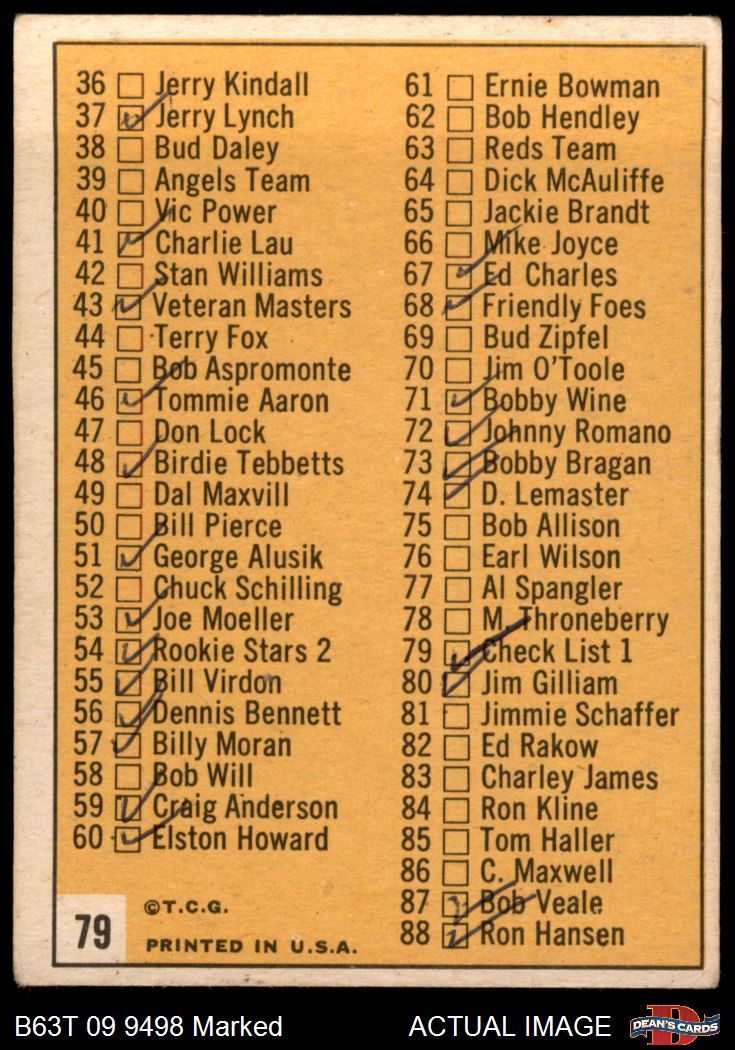 36 Jerry Kindall
37 Jerry Lynch
38 Bud Daley
39 Angels Team
40 Vic Power
41 Charlie Lau
42 Stan Williams
43 Veteran Masters
44 Terry Fox
45 Bob Aspromonte
46 Tommie Aaron
47 Don Lock
48 Birdie Tebbetts
49 Dal Maxvill
50 Bill Pierce
51 George Alusik
52 Chuck Schilling
53 Joe Moeller
54 Rookie Stars 2
55 Bill Virdon
56 Dennis Bennett
57 Billy Moran
58 Bob Will
59 Craig Anderson
60 Elston Howard
61 Ernie Bowman
62 Bob Hendley
63 Reds Team
64 Dick McAuliffe
65 Jackie Brandt
66 Mike Joyce
67 Ed Charles
68 Friendly Foes
69 Bud Zipfel
70 Jim O'Toole
71 Bobby Wine
72 Johnny Romano
73 Bobby Bragan
74 D. Lemaster
75 Bob Allison
76 Earl Wilson
77 Al Spangler
78 M. Throneberry
79 Check List 1
80 Jim Gilliam
81 Jimmie Schaffer
82 Ed Rakow
83 Charley James
84 Ron Kline
85 Tom Haller
86 C. Maxwell
87 Bob Veale
88 Ron Hansen
79
©T.C.G.
PRINTED IN U.S.A.
B63T 09 9498 Marked
ACTUAL IMAGE
DEAN'S CARDS